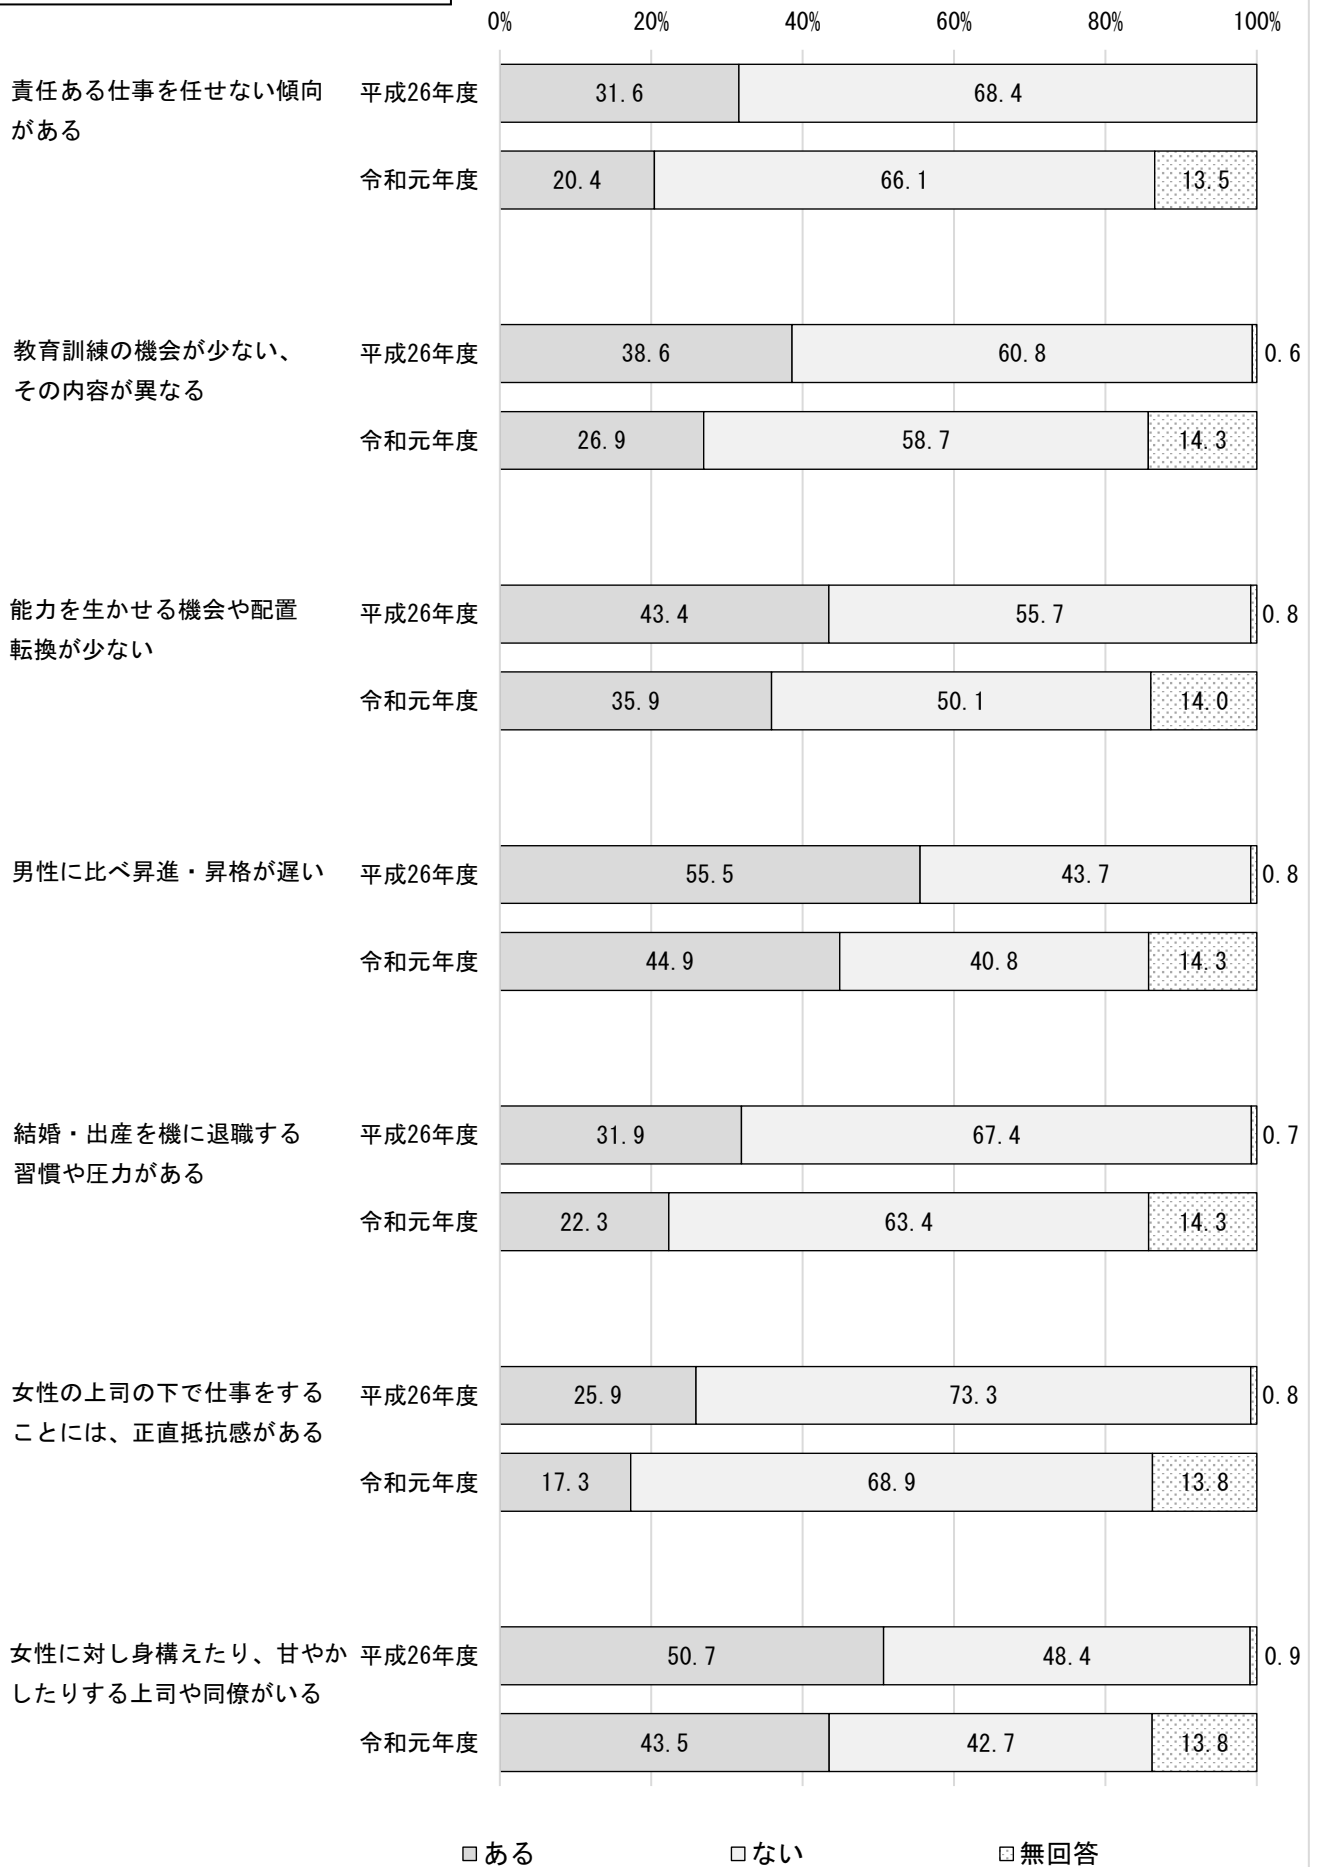 0% 20% 40% 60% 80% 100%
責任ある仕事を任せない傾向
がある
平成26年度 31.6 68.4
令和元年度 20.4 66.1 13.5
教育訓練の機会が少ない、
その内容が異なる
平成26年度 38.6 60.8 0.6
令和元年度 26.9 58.7 14.3
能力を生かせる機会や配置
転換が少ない
平成26年度 43.4 55.7 0.8
令和元年度 35.9 50.1 14.0
男性に比べ昇進・昇格が遅い
平成26年度 55.5 43.7 0.8
令和元年度 44.9 40.8 14.3
結婚・出産を機に退職する
習慣や圧力がある
平成26年度 31.9 67.4 0.7
令和元年度 22.3 63.4 14.3
女性の上司の下で仕事をする
ことには、正直抵抗感がある
平成26年度 25.9 73.3 0.8
令和元年度 17.3 68.9 13.8
女性に対し身構えたり、甘やか
したりする上司や同僚がいる
平成26年度 50.7 48.4 0.9
令和元年度 43.5 42.7 13.8
ある ない 無回答